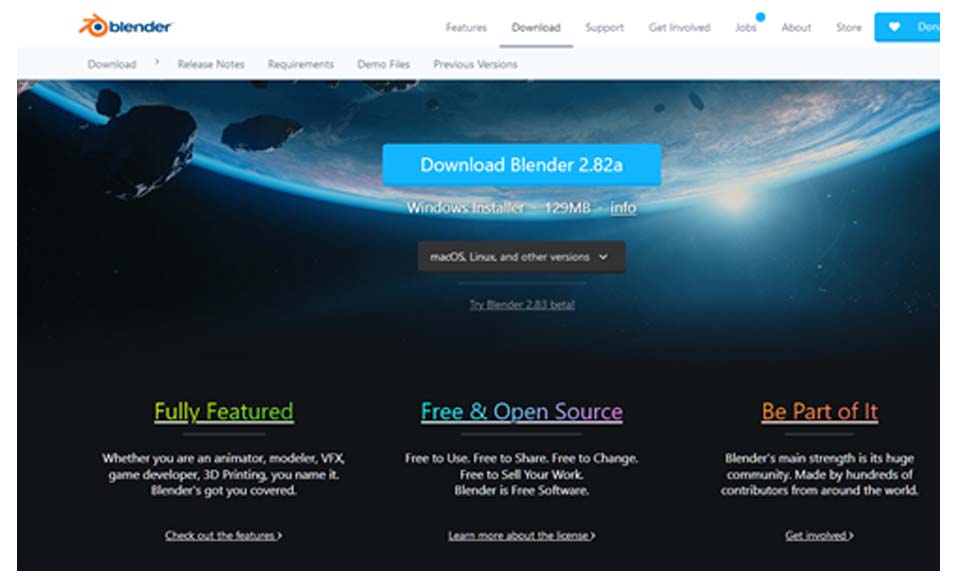 blender
Features Download Support Get Involved Jobs About Store
Download > Release Notes Requirements Demo Files Previous Versions
Download Blender 2.82a
Windows Installer - 129MB - info
macOS, Linux, and other versions
Try Blender 2.83 beta!
Fully Featured Free & Open Source Be Part of It
Whether you are an animator, modeler, VFX,
game developer, 3D Printing, you name it.
Blender's got you covered.
Free to Use. Free to Share. Free to Change.
Free to Sell Your Work.
Blender is Free Software.
Blender's main strength is its huge
community. Made by hundreds of
contributors from around the world.
Check out the features > Learn more about the license > Get involved >